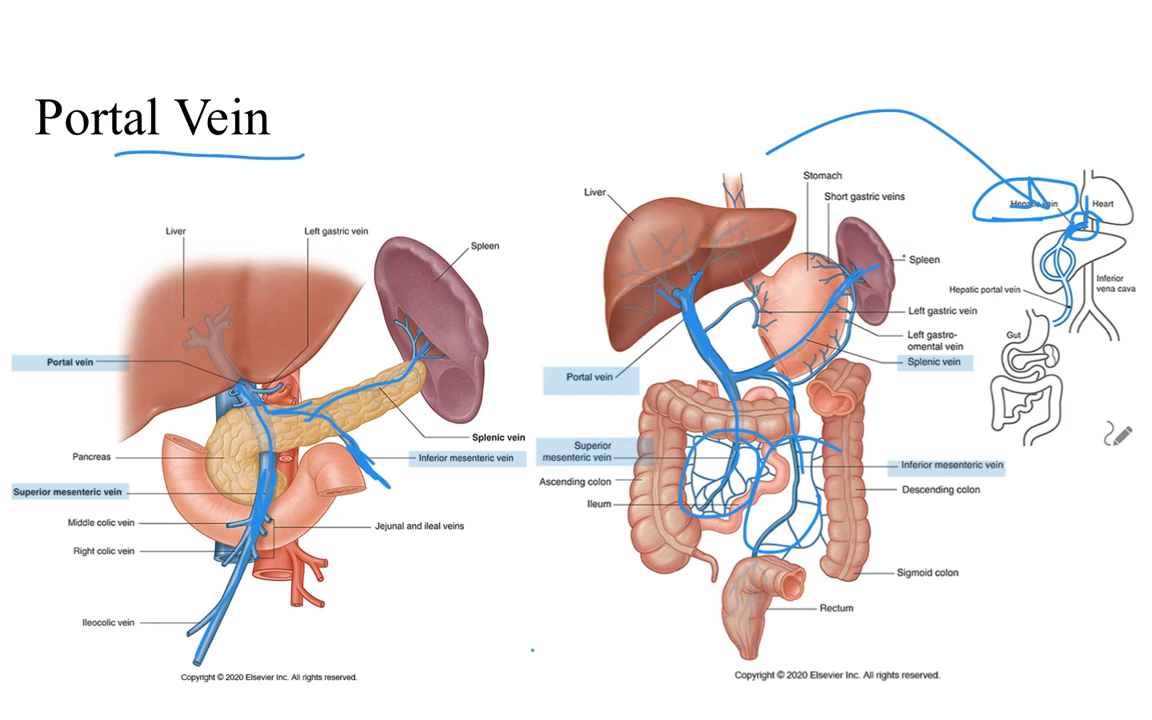 Portal Vein
Liver
Left gastric vein
Spleen
Portal vein
Splenic vein
Pancreas
Inferior mesenteric vein
Superior mesenteric vein
Middle colic vein
Jejunal and ileal veins
Right colic vein
Ileocolic vein
Copyright © 2020 Elsevier Inc. All rights reserved.
Stomach
Liver
Short gastric veins
Spleen
Left gastric vein
Left gastro-
omental vein
Splenic vein
Portal vein
Superior
mesenteric vein
Inferior mesenteric vein
Ascending colon
Descending colon
Ileum
Sigmoid colon
Rectum
Copyright © 2020 Elsevier Inc. All rights reserved.
Hepatic vein
Heart
Inferior
vena cava
Hepatic portal vein
Gut